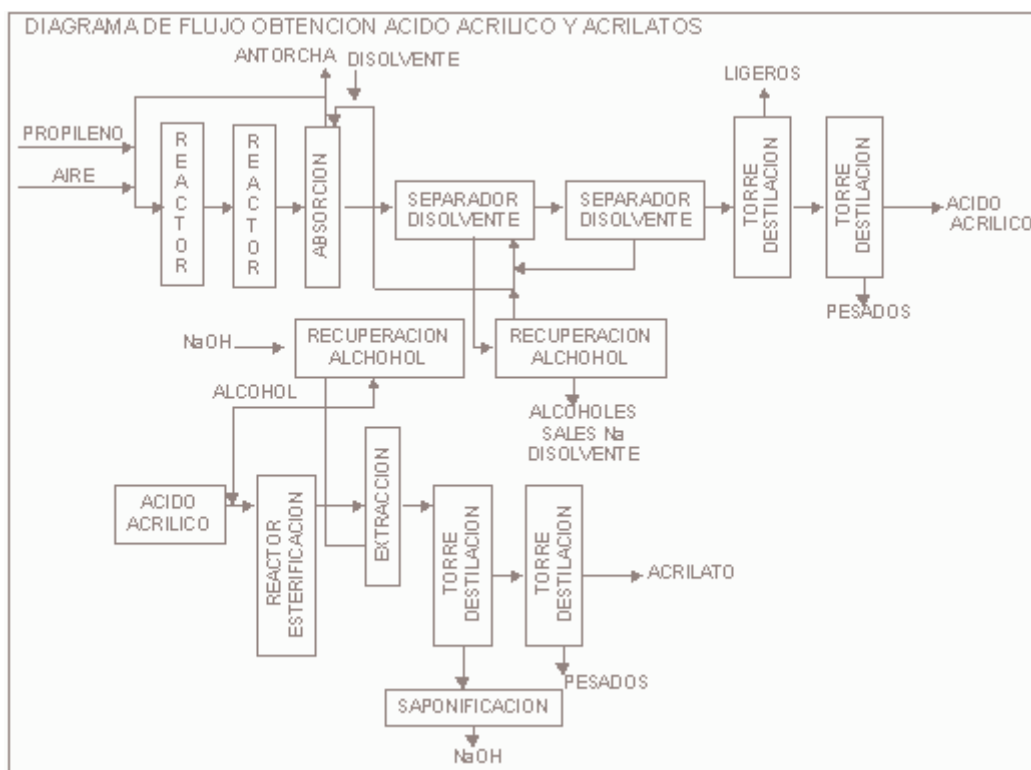 DIAGRAMA DE FLUJO OBTENCION ACIDO ACRILICO Y ACRILATOS
ANTORCHA
DISOLVENTE
LIGEROS
PROPILENO
AIRE
REACTOR
REACTOR
ABSORCION
SEPARADOR
DISOLVENTE
SEPARADOR
DISOLVENTE
TORRE
DESTILACION
TORRE
DESTILACION
ACIDO
ACRILICO
PESADOS
NaOH
RECUPERACION
ALCHOHOL
RECUPERACION
ALCHOHOL
ALCOHOL
ALCOHOLES
SALES Na
DISOLVENTE
ACIDO
ACRILICO
REACTOR
ESTERIFICACION
EXTRACCION
TORRE
DESTILACION
TORRE
DESTILACION
ACRILATO
PESADOS
SAPONIFICACION
NaOH